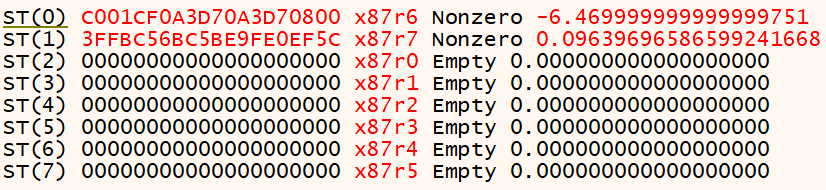 ST(0) C001CF0A3D70A3D70800 x87r6 Nonzero -6.469999999999999751
ST(1) 3FFBC56BC5BE9FE0EF5C x87r7 Nonzero 0.09639696586599241668
ST(2) 00000000000000000000 x87r0 Empty 0.000000000000000000
ST(3) 00000000000000000000 x87r1 Empty 0.000000000000000000
ST(4) 00000000000000000000 x87r2 Empty 0.000000000000000000
ST(5) 00000000000000000000 x87r3 Empty 0.000000000000000000
ST(6) 00000000000000000000 x87r4 Empty 0.000000000000000000
ST(7) 00000000000000000000 x87r5 Empty 0.000000000000000000